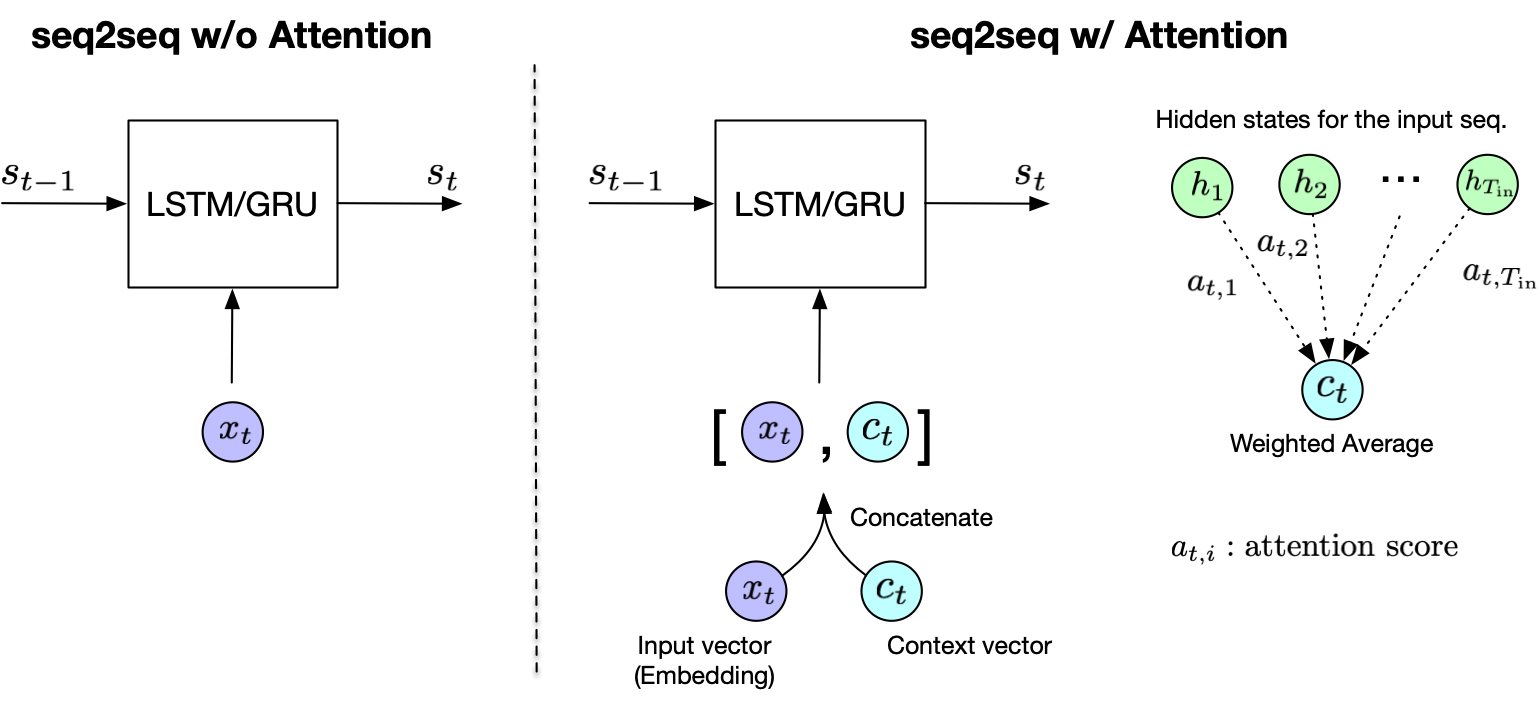 seq2seq w/o Attention
s_{t-1}
LSTM/GRU
s_t
x_t
seq2seq w/ Attention
s_{t-1}
LSTM/GRU
s_t
[ x_t , c_t ]
Concatenate
x_t
c_t
Input vector
(Embedding)
Context vector
Hidden states for the input seq.
h_1 h_2 ... h_{T_{in}}
a_{t,1}
a_{t,2}
a_{t,T_{in}}
c_t
Weighted Average
a_{t,i} : attention score